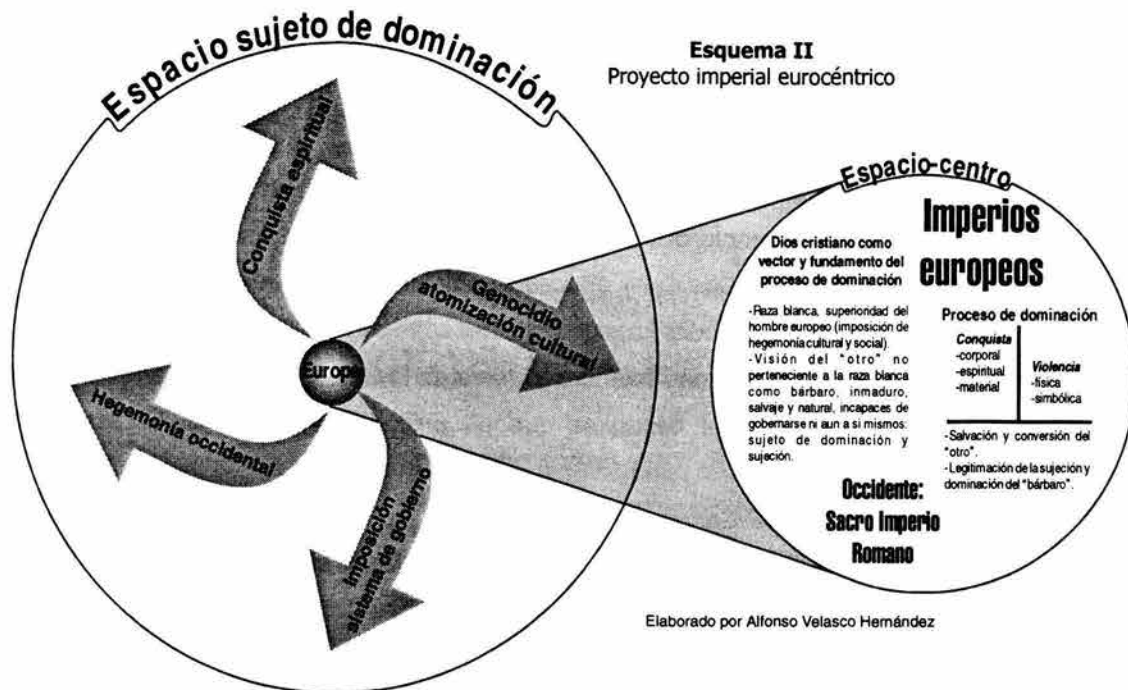 Esquema II
Proyecto imperial eurocéntrico
Espacio sujeto de dominación
Conquista espiritual
Genocidio
atomización cultural
Europa
Hegemonía occidental
Imposición
sistema de gobierno
Espacio-centro
Imperios
europeos
Dios cristiano como
vector y fundamento del
proceso de dominación
-Raza blanca, superioridad del
hombre europeo (imposición de
hegemonía cultural y social).
-Visión del "otro" no
perteneciente a la raza blanca
como bárbaro, inmaduro,
salvaje y natural, incapaces de
gobernarse ni aun a si mismos:
sujeto de dominación y
sujeción.
Proceso de dominación
Conquista
-corporal
-espiritual
-material
Violencia
-física
-simbólica
-Salvación y conversión del
"otro".
-Legitimación de la sujeción y
dominación del "bárbaro".
Occidente:
Sacro Imperio
Romano
Elaborado por Alfonso Velasco Hernández